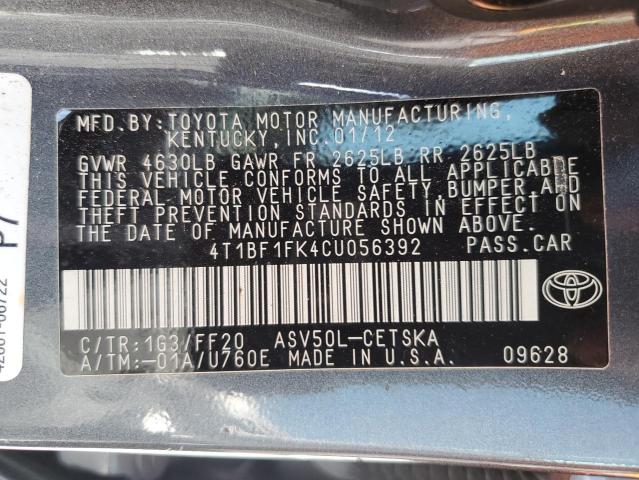 MFD.BY:TOYOTA MOTOR MANUFACTURING,
KENTUCKY,INC.01/12
GVWR 4630LB GAWR FR 2625LB RR 2625LB
THIS VEHICLE CONFORMS TO ALL APPLICABLE
FEDERAL MOTOR VEHICLE SAFETY,BUMPER,AND
THEFT PREVENTION STANDARDS IN EFFECT ON
THE DATE OF MANUFACTURE SHOWN ABOVE.
4T1BF1FK4CU056392 PASS.CAR
C/TR:1G3/FF20 ASV50L-CETSKA
A/TM:-01A/U760E MADE IN U.S.A. 09628
P7